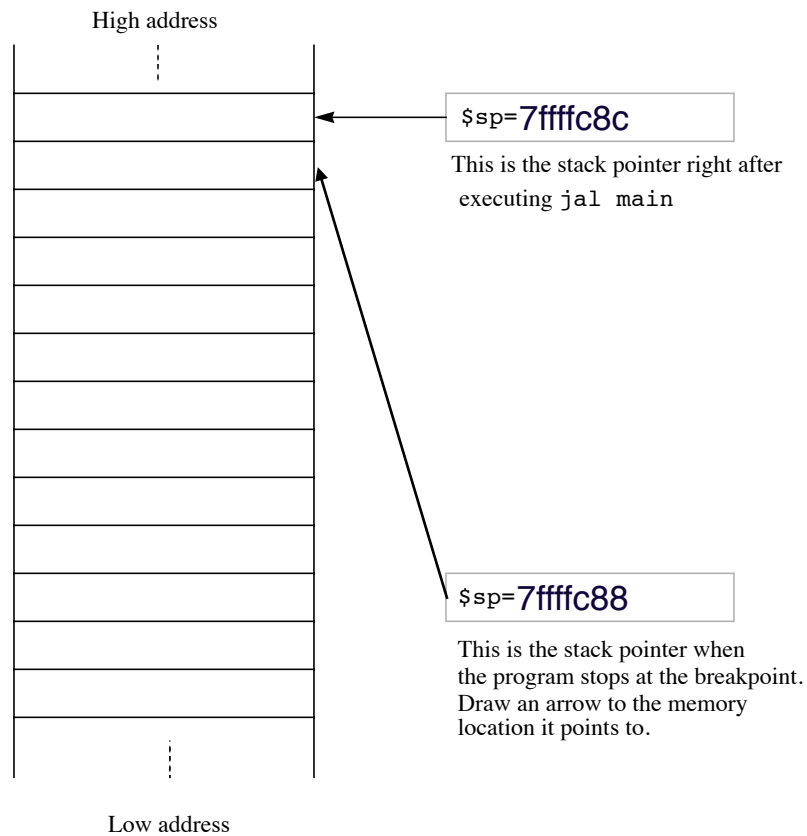 High address
$sp=7ffffc8c
This is the stack pointer right after
executing jal main
$sp=7ffffc88
This is the stack pointer when
the program stops at the breakpoint.
Draw an arrow to the memory
location it points to.
Low address